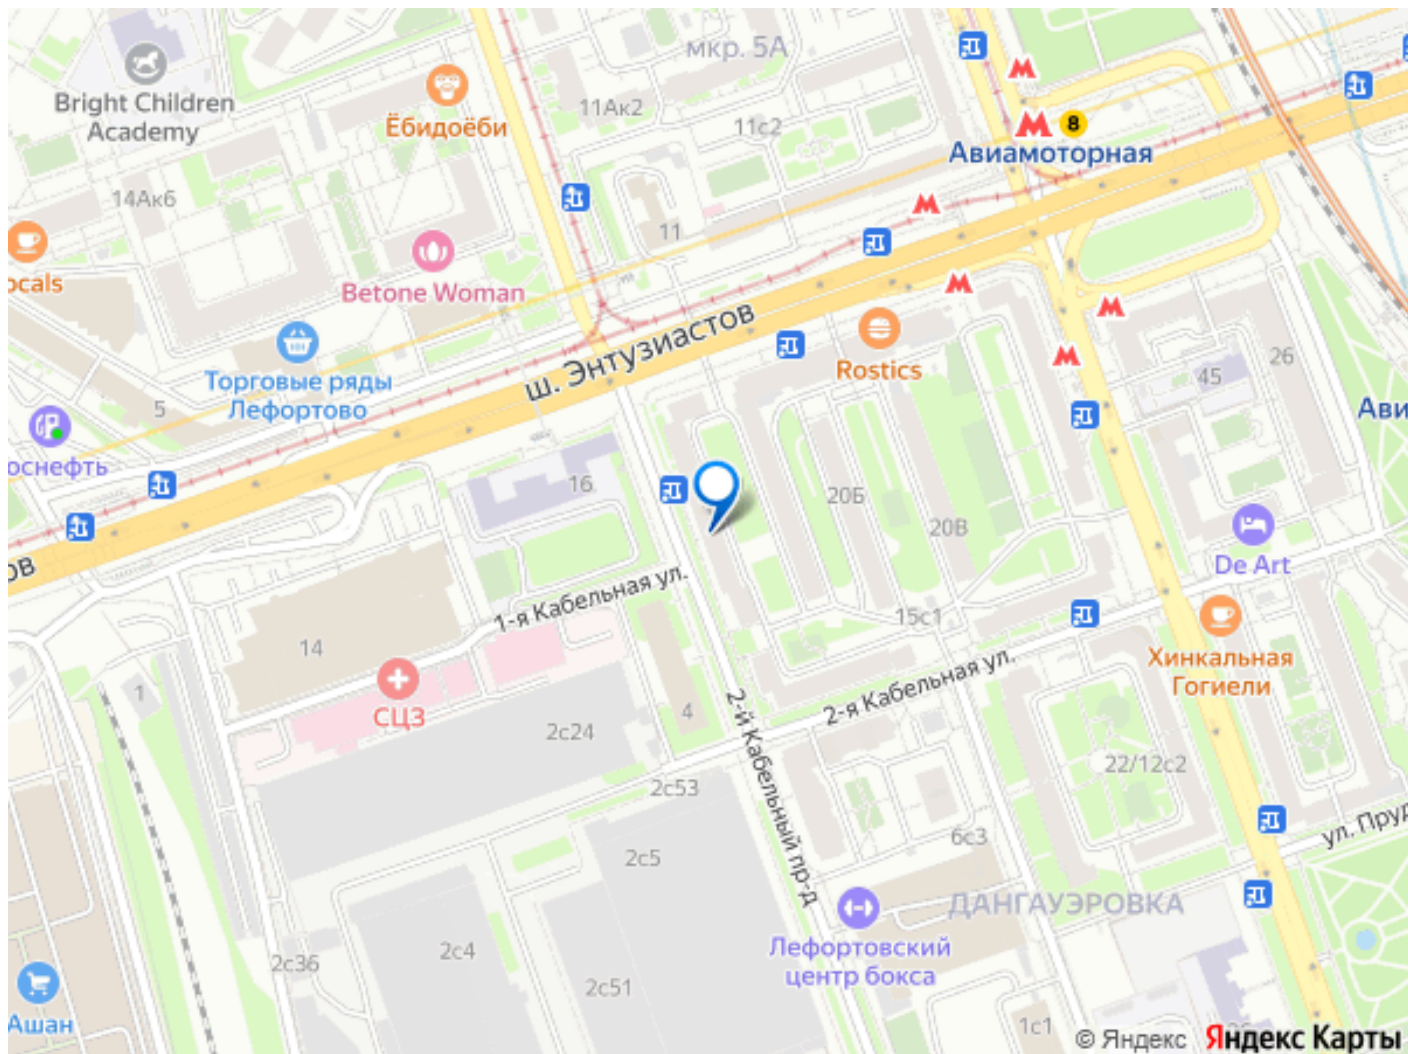 мкр. 5А
Bright Children
Academy
Ёбидоёби
11Ак2
11с2
8
Авиамоторная
14Ак6
11
ocals
Betone Woman
ш. Энтузиастов
Торговые ряды
Лефортово
Rostics
26
45
5
Ави
оснефть
16
20Б
20В
De Art
ов
1-я Кабельная ул.
15с1
14
Хинкальная
Гогиели
2-я Кабельная ул.
1
СЦЗ
4
2-й Кабельный пр-д
2с24
22/12с2
2с53
ул. Пруд
6с3
2с5
ДАНГАУЭРОВКА
2с4
2с36
Лефортовский
центр бокса
2с51
Ашан
1с1
© Яндекс Яндекс Карты